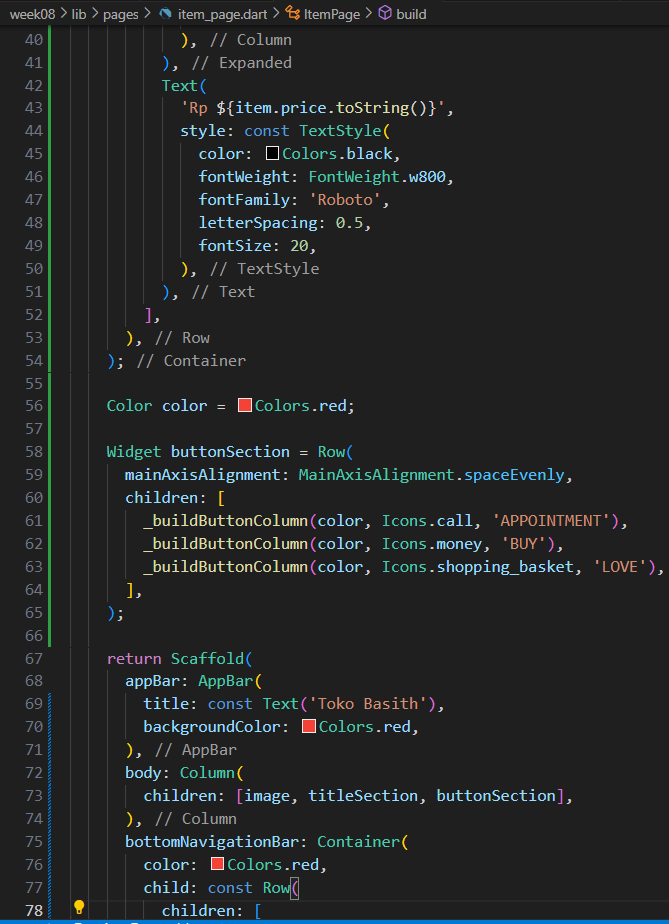 week08 > lib > pages > item_page.dart > ItemPage > build
40 ), // Column
41 ), // Expanded
42 Text(
43 'Rp ${item.price.toString()}',
44 style: const TextStyle(
45 color: Colors.black,
46 fontWeight: FontWeight.w800,
47 fontFamily: 'Roboto',
48 letterSpacing: 0.5,
49 fontSize: 20,
50 ), // TextStyle
51 ), // Text
52 ],
53 ), // Row
54 ); // Container
55
56 Color color = Colors.red;
57
58 Widget buttonSection = Row(
59 mainAxisAlignment: MainAxisAlignment.spaceEvenly,
60 children: [
61 _buildButtonColumn(color, Icons.call, 'APPOINTMENT'),
62 _buildButtonColumn(color, Icons.money, 'BUY'),
63 _buildButtonColumn(color, Icons.shopping_basket, 'LOVE'),
64 ],
65 );
66
67 return Scaffold(
68 appBar: AppBar(
69 title: const Text('Toko Basith'),
70 backgroundColor: Colors.red,
71 ), // AppBar
72 body: Column(
73 children: [image, titleSection, buttonSection],
74 ), // Column
75 bottomNavigationBar: Container(
76 color: Colors.red,
77 child: const Row(
78 children: [